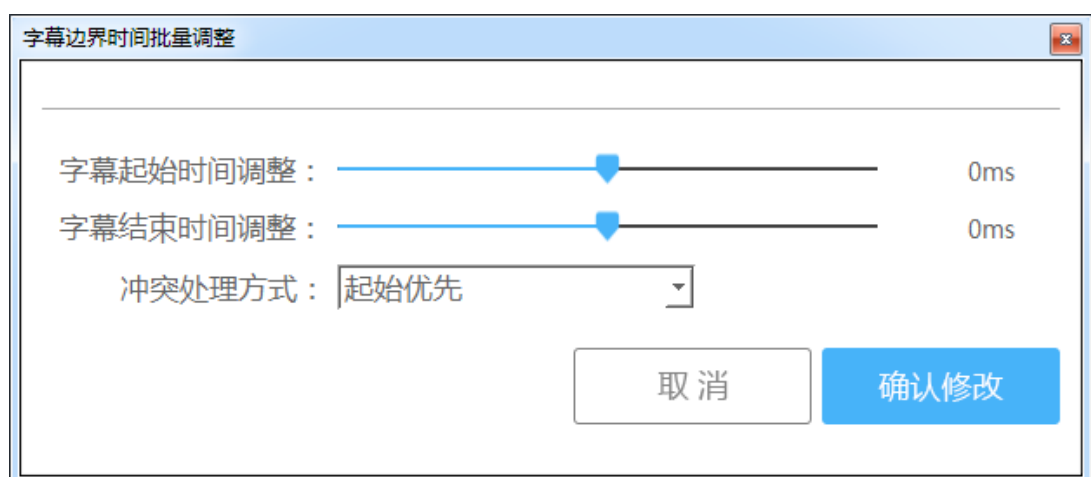 字幕边界时间批量调整
字幕起始时间调整： 0ms
字幕结束时间调整： 0ms
冲突处理方式： 起始优先
取 消 确认修改